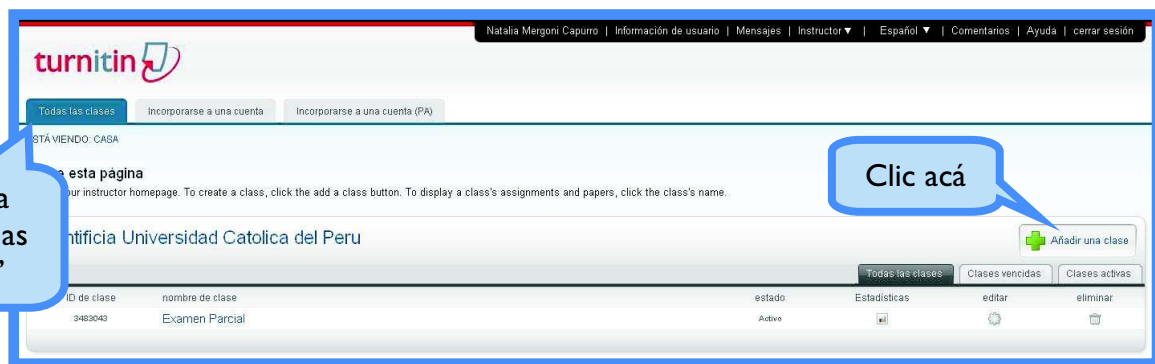 Natalia Mergoni Capurro | Información de usuario | Mensajes | Instructor ▼ | Español ▼ | Comentarios | Ayuda | cerrar sesión
turnitin
Todas las clases Incorporarse a una cuenta Incorporarse a una cuenta (PA)
STÁ VIENDO: CASA
esta página
our instructor homepage. To create a class, click the add a class button. To display a class's assignments and papers, click the class's name.
Clic acá
a
as
”
ntificia Universidad Catolica del Peru
Añadir una clase
Todas las clases Clases vencidas Clases activas
ID de clase nombre de clase estado Estadísticas editar eliminar
3483043 Examen Parcial Activo